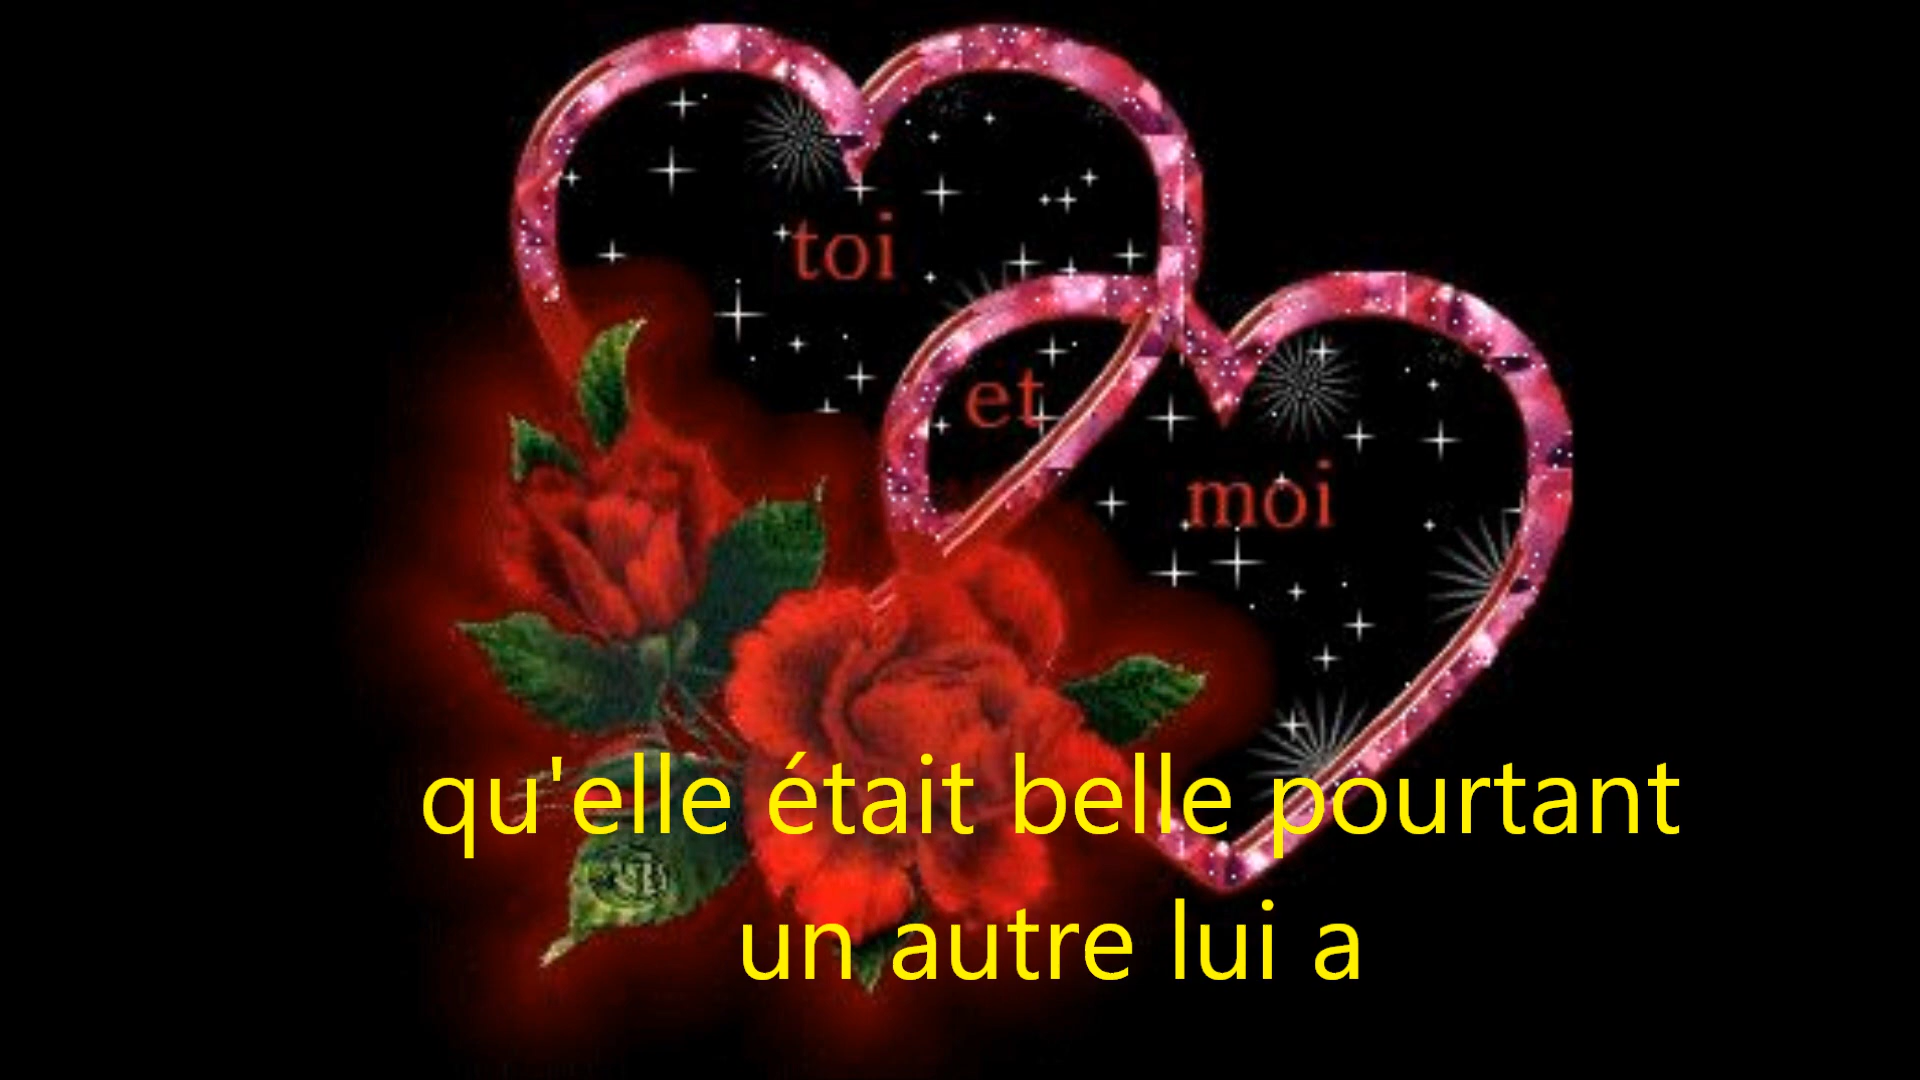 toi
et
moi
qu'elle était belle pourtant
un autre lui a